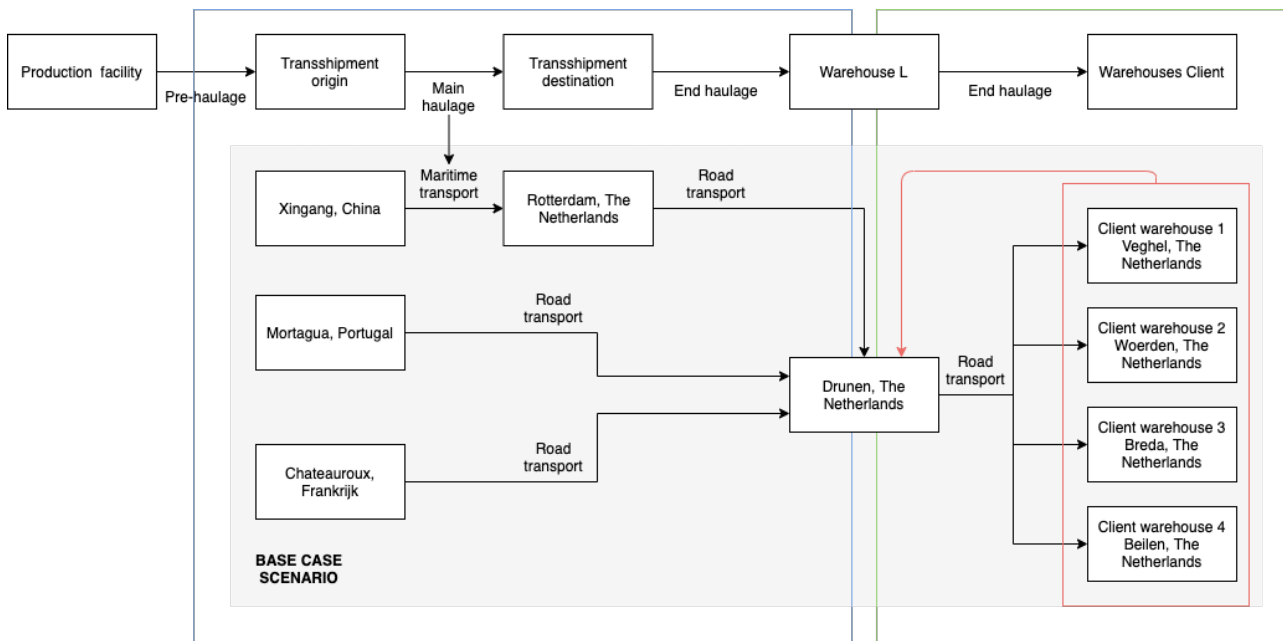 Production facility
Pre-haulage
Transshipment
origin
Main
haulage
Transshipment
destination
End haulage
Warehouse L
End haulage
Warehouses Client
Xingang, China
Maritime
transport
Rotterdam, The
Netherlands
Road
transport
Mortagua, Portugal
Road
transport
Chateauroux,
Frankrijk
Road
transport
Drunen, The
Netherlands
Road
transport
Client warehouse 1
Veghel, The
Netherlands
Client warehouse 2
Woerden, The
Netherlands
Client warehouse 3
Breda, The
Netherlands
Client warehouse 4
Beilen, The
Netherlands
BASE CASE
SCENARIO